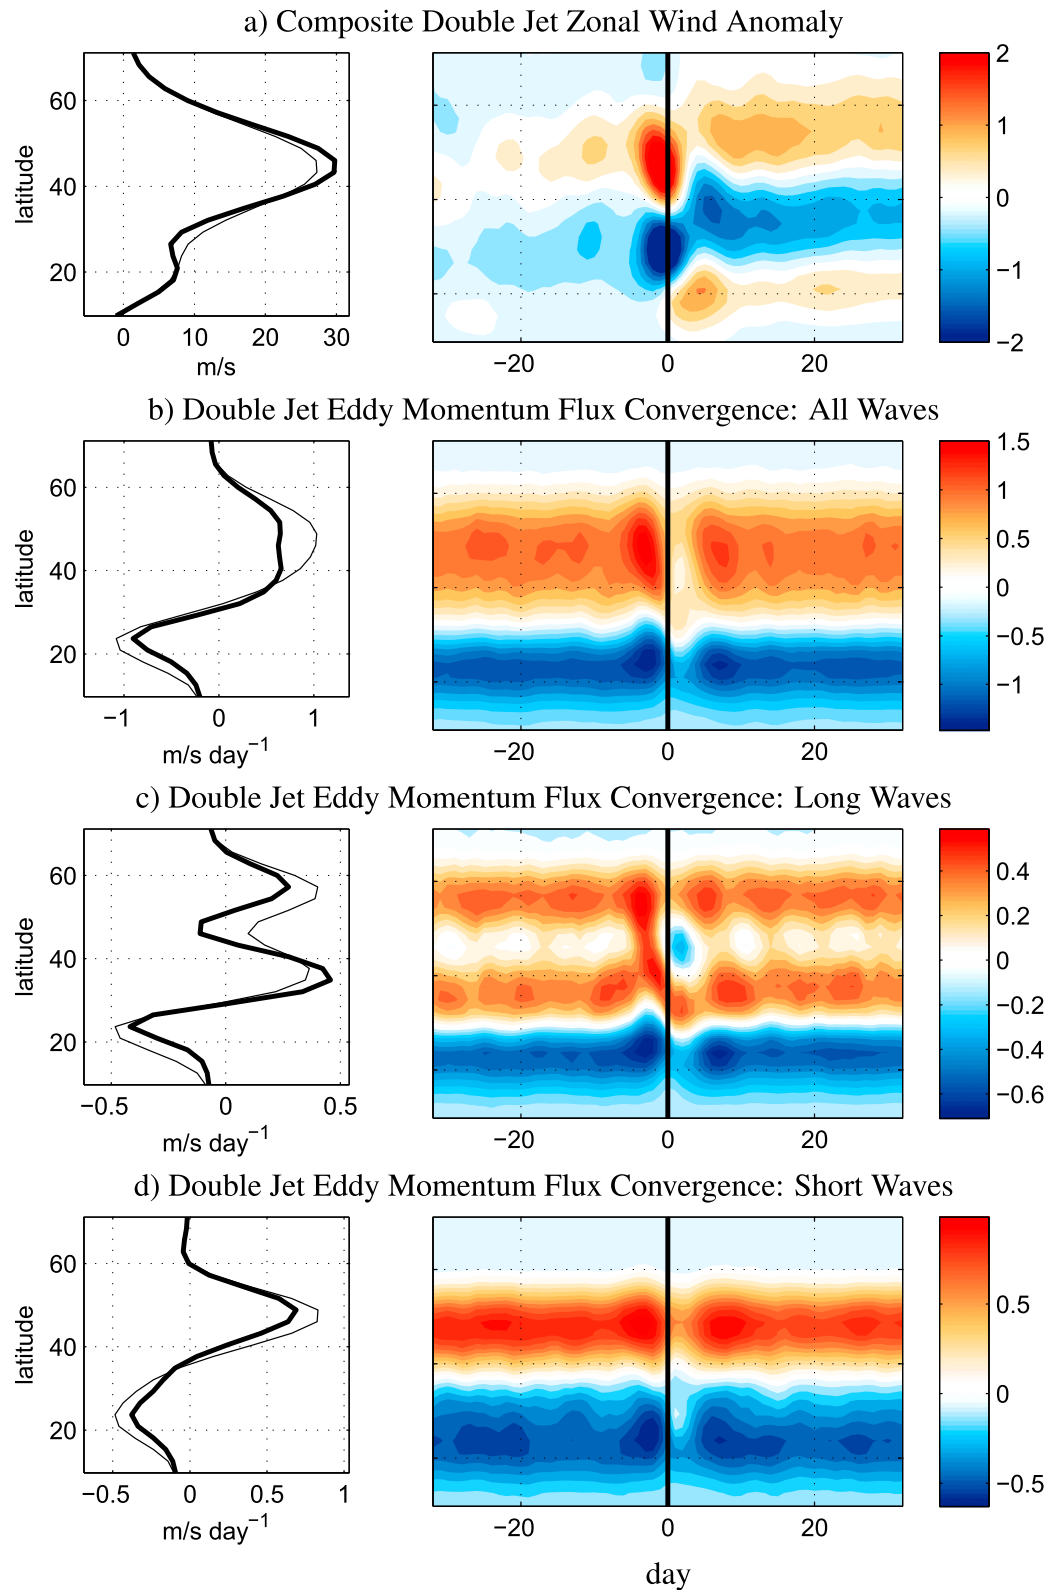 a) Composite Double Jet Zonal Wind Anomaly
latitude
60
40
20
0 10 20 30
m/s
−20 0 20
2
1
0
−1
−2
b) Double Jet Eddy Momentum Flux Convergence: All Waves
latitude
60
40
20
−1 0 1
m/s day−1
−20 0 20
1.5
1
0.5
0
−0.5
−1
c) Double Jet Eddy Momentum Flux Convergence: Long Waves
latitude
60
40
20
−0.5 0 0.5
m/s day−1
−20 0 20
0.4
0.2
0
−0.2
−0.4
−0.6
d) Double Jet Eddy Momentum Flux Convergence: Short Waves
latitude
60
40
20
−0.5 0 0.5 1
m/s day−1
−20 0 20
0.5
0
−0.5
day